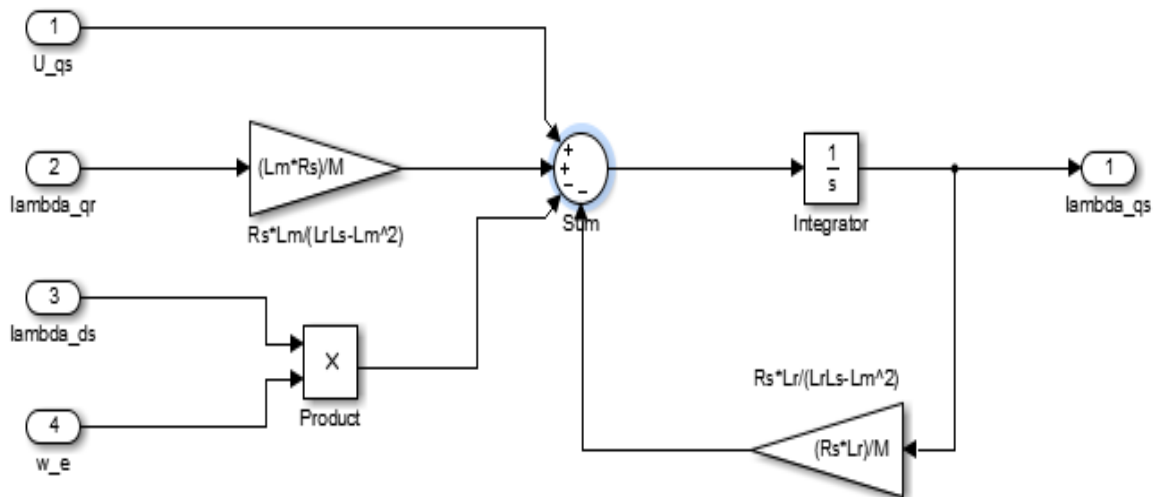 1
U_qs
2
lambda_qr
(Lm*Rs)/M
Rs*Lm/(LrLs-Lm^2)
+
+
−
−
Sum
1
s
Integrator
1
lambda_qs
3
lambda_ds
X
Product
4
w_e
Rs*Lr/(LrLs-Lm^2)
(Rs*Lr)/M